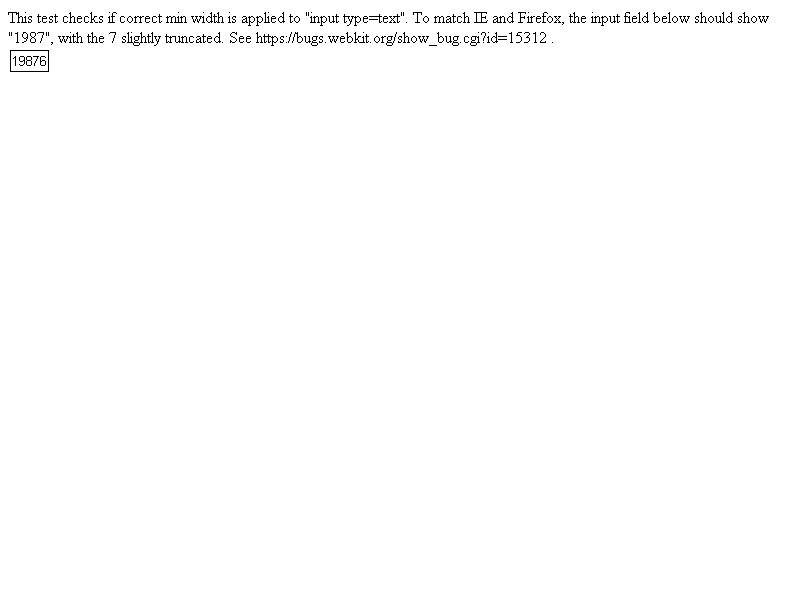 This test checks if correct min width is applied to "input type=text". To match IE and Firefox, the input field below should show
"1987", with the 7 slightly truncated. See https://bugs.webkit.org/show_bug.cgi?id=15312 .
19876